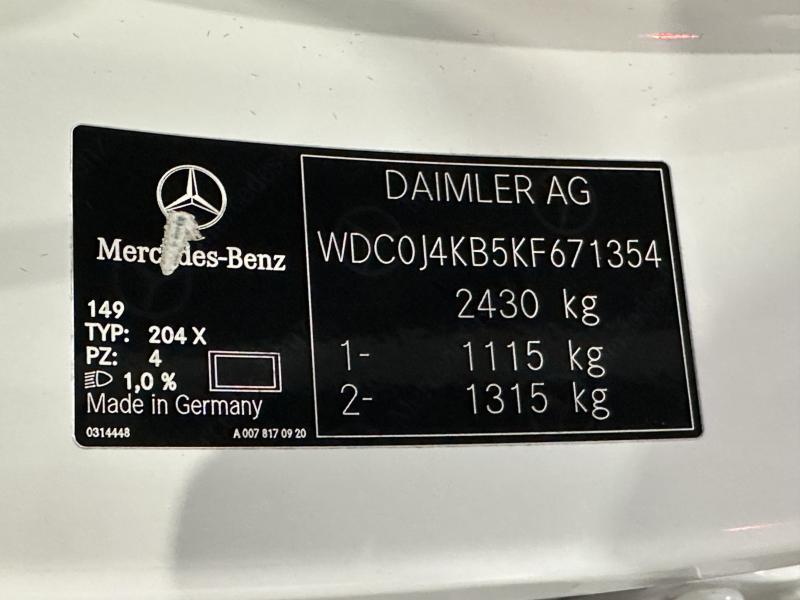 Mercedes-Benz
149
TYP: 204 X
PZ: 4
1,0 %
Made in Germany
0314448 A 007 817 09 20
DAIMLER AG
WDC0J4KB5KF671354
2430 kg
1- 1115 kg
2- 1315 kg